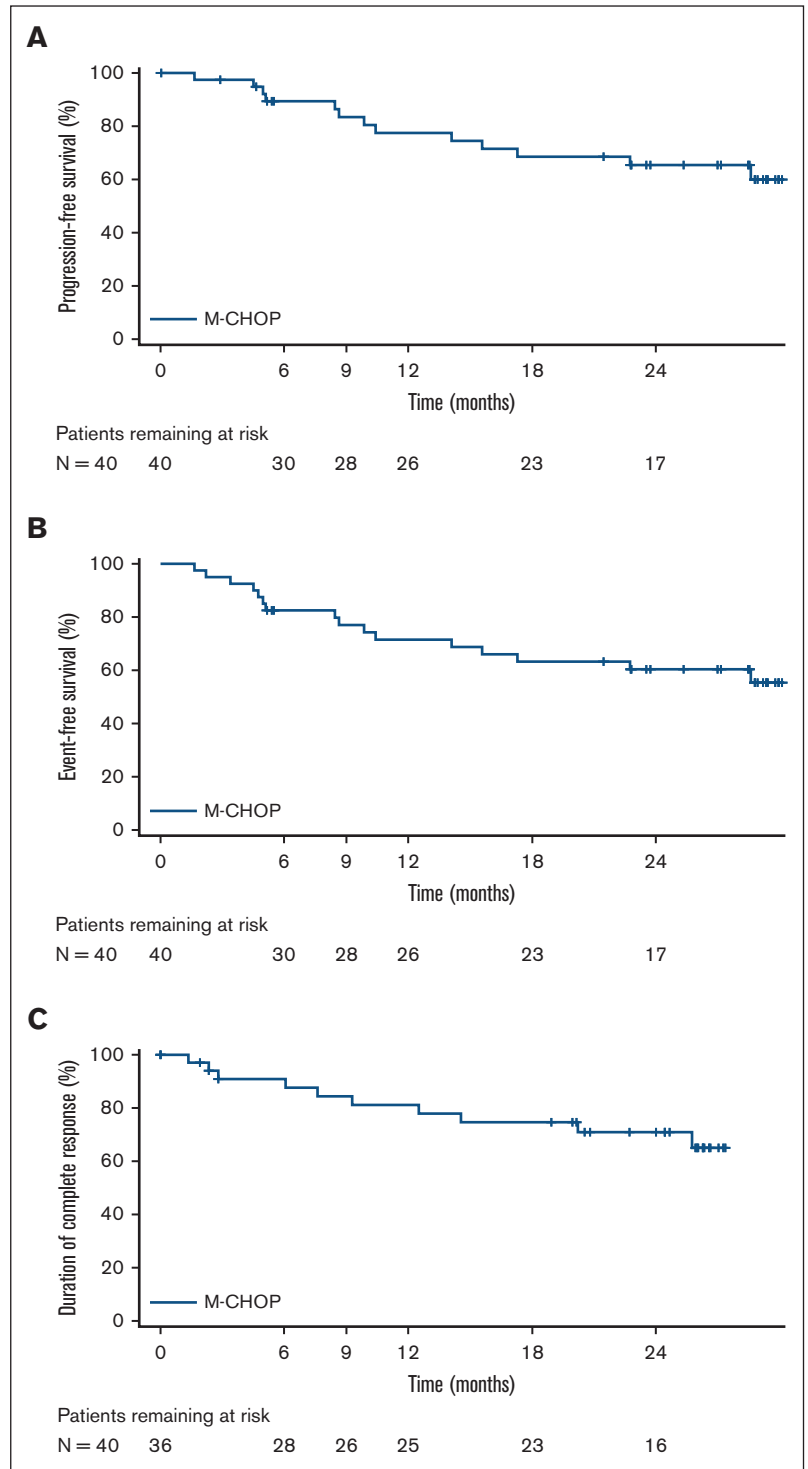 A
Progression-free survival (%)
100
80
60
40
20
0
M-CHOP
0 6 9 12 18 24
Time (months)
Patients remaining at risk
N = 40 40 30 28 26 23 17
B
Event-free survival (%)
100
80
60
40
20
0
M-CHOP
0 6 9 12 18 24
Time (months)
Patients remaining at risk
N = 40 40 30 28 26 23 17
C
Duration of complete response (%)
100
80
60
40
20
0
M-CHOP
0 6 9 12 18 24
Time (months)
Patients remaining at risk
N = 40 36 28 26 25 23 16